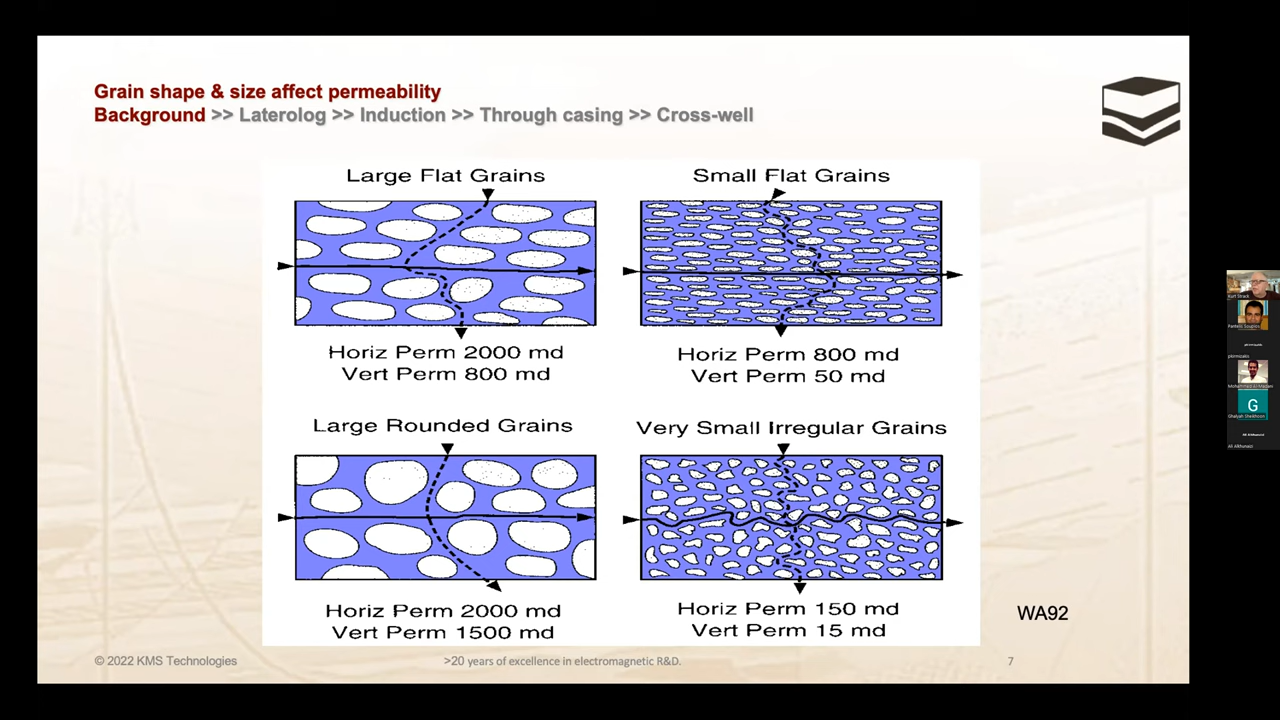 Grain shape & size affect permeability
Background >> Laterolog >> Induction >> Through casing >> Cross-well
Large Flat Grains
Horiz Perm 2000 md
Vert Perm 800 md
Small Flat Grains
Horiz Perm 800 md
Vert Perm 50 md
Large Rounded Grains
Horiz Perm 2000 md
Vert Perm 1500 md
Very Small Irregular Grains
Horiz Perm 150 md
Vert Perm 15 md
WA92
© 2022 KMS Technologies
>20 years of excellence in electromagnetic R&D.
7
Kurt Strack
G